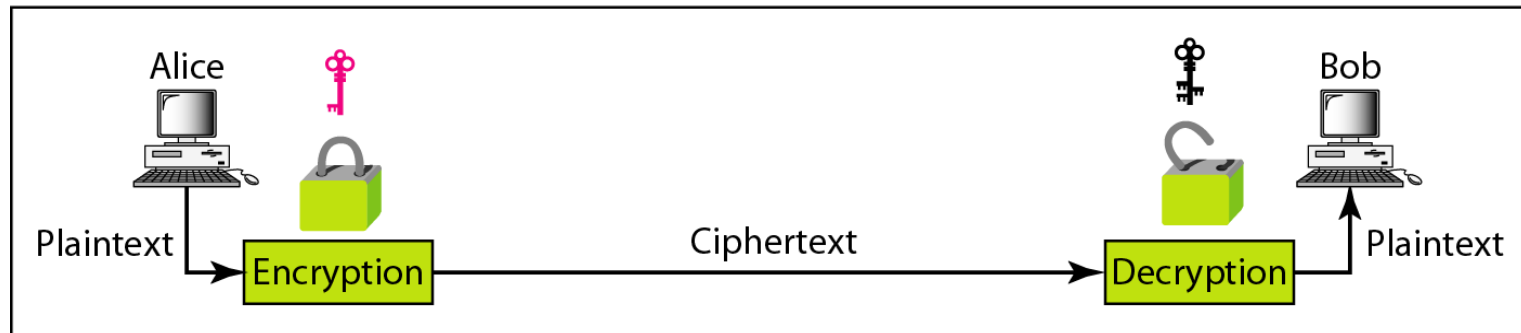 Alice
Bob
Plaintext
Ciphertext
Plaintext
Encryption
Decryption